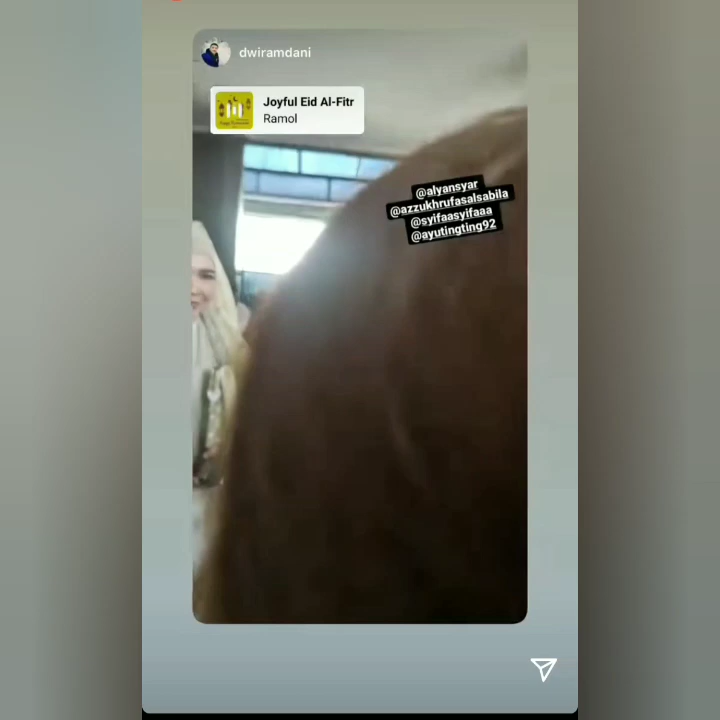 dwiramdani
Joyful Eid Al-Fitr
Ramol
@alyansyar
@azzukhrufasalsabila
@syifaasyifaaa
@ayutingting92